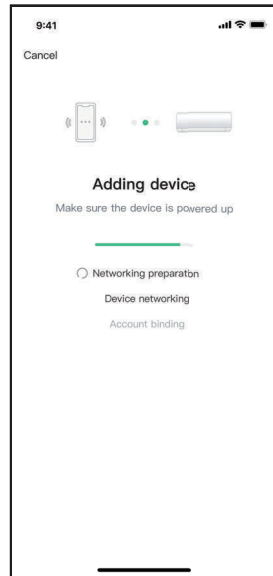 9:41
Cancel
Adding device
Make sure the device is powered up
Networking preparation
Device networking
Account binding